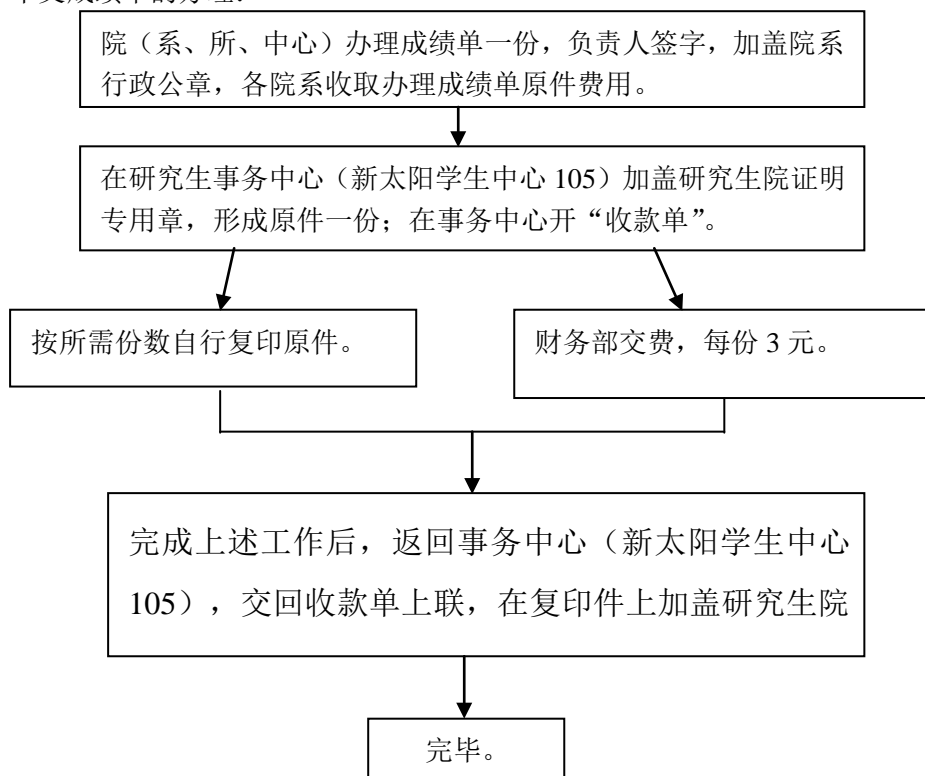 院（系、所、中心）办理成绩单一份，负责人签字，加盖院系
行政公章，各院系收取办理成绩单原件费用。
在研究生事务中心（新太阳学生中心 105）加盖研究生院证明
专用章，形成原件一份；在事务中心开“收款单”。
按所需份数自行复印原件。
财务部交费，每份 3 元。
完成上述工作后，返回事务中心（新太阳学生中心
105），交回收款单上联，在复印件上加盖研究生院
完毕。